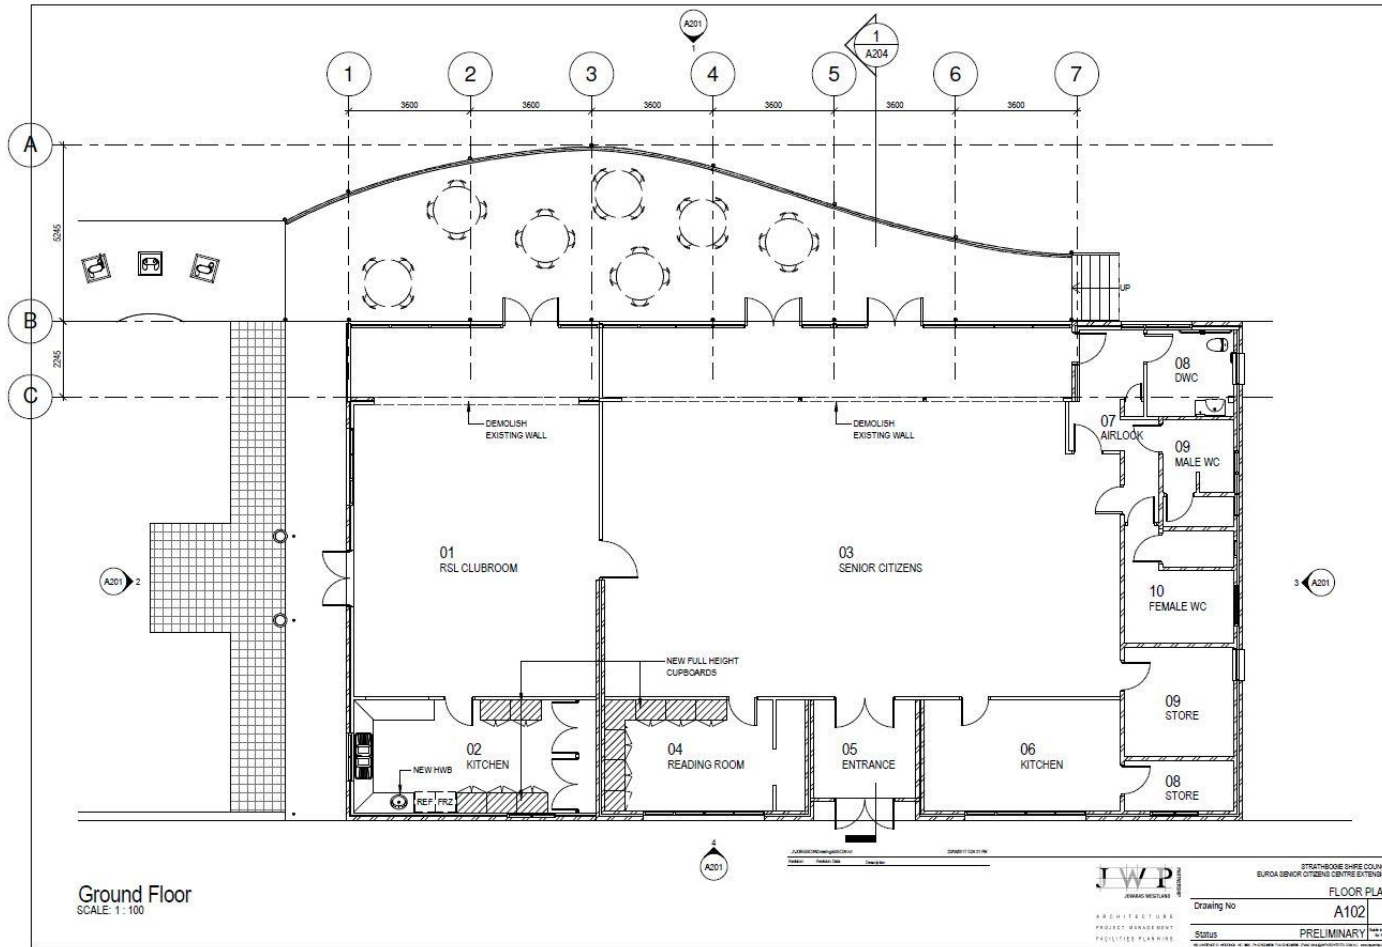 A201
1
1
A204
1
2
3
4
5
6
7
3600
3600
3600
3600
3600
3600
A
5245
UP
B
2245
08
DWC
C
DEMOLISH
EXISTING WALL
DEMOLISH
EXISTING WALL
07
AIRLOCK
09
MALE WC
01
RSL CLUBROOM
03
SENIOR CITIZENS
A201
2
3
A201
10
FEMALE WC
NEW FULL HEIGHT
CUPBOARDS
09
STORE
02
KITCHEN
04
READING ROOM
05
ENTRANCE
06
KITCHEN
NEW HWB
REF FRZ
08
STORE
4
A201
Revision
Revision Date
Description
Ground Floor
SCALE: 1 : 100
JWP
PARTNERSHIP
ARCHITECTURE
PROJECT MANAGEMENT
FACILITIES PLANNING
STRATHBOGIE SHIRE COUN
EUROA SENIOR CITIZENS CENTRE EXTENS
FLOOR PLA
Drawing No
A102
Status
PRELIMINARY